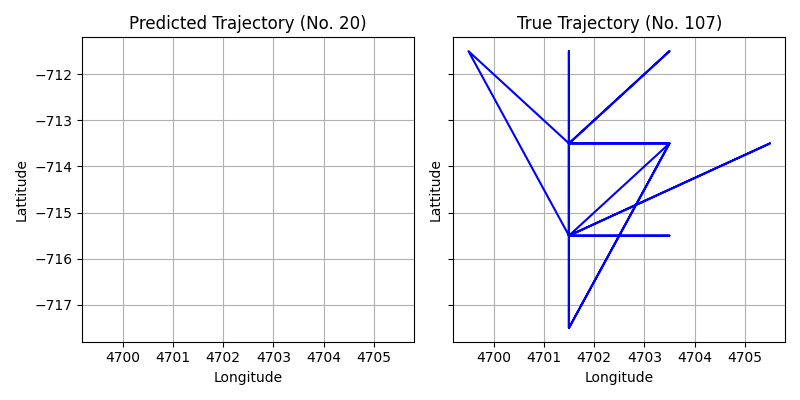 Predicted Trajectory (No. 20)
True Trajectory (No. 107)
Lattitude
−712
−713
−714
−715
−716
−717
4700 4701 4702 4703 4704 4705
Longitude
Lattitude
4700 4701 4702 4703 4704 4705
Longitude